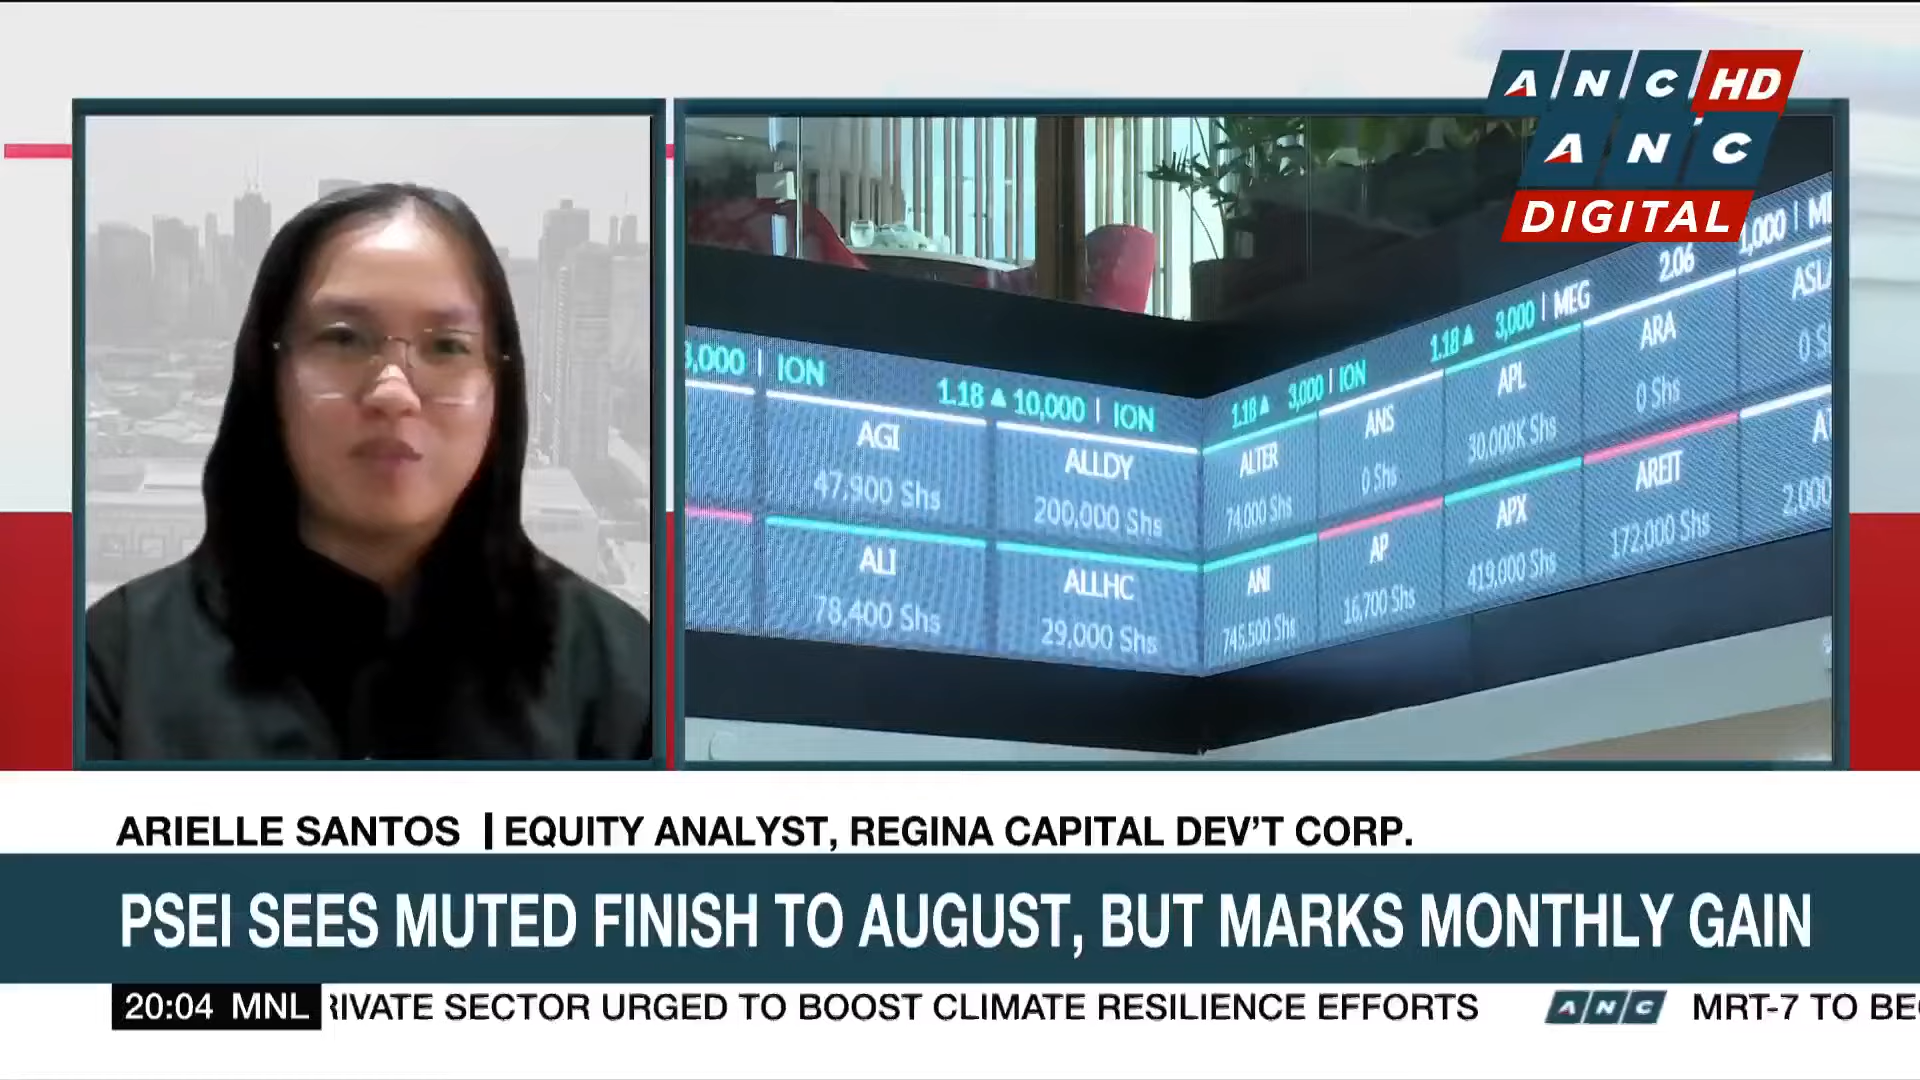 ANC HD
ANC
DIGITAL
1,000 | M
2.06
3,000 | MEG
1.18 ▲
3,000 | ION
1.18 ▲
3,000 | ION
1.18 ▲ 10,000 | ION
AGI
47,900 Shs
ALLDY
200,000 Shs
ALTER
74,000 Shs
ANS
0 Shs
APL
30,000K Shs
ARA
0 Shs
ALI
78,400 Shs
ALLHC
29,000 Shs
ANI
745,500 Shs
AP
16,700 Shs
APX
419,000 Shs
AREIT
172,000 Shs
ARIELLE SANTOS | EQUITY ANALYST, REGINA CAPITAL DEV'T CORP.
PSEI SEES MUTED FINISH TO AUGUST, BUT MARKS MONTHLY GAIN
20:04 MNL RIVATE SECTOR URGED TO BOOST CLIMATE RESILIENCE EFFORTS ANC MRT-7 TO BE